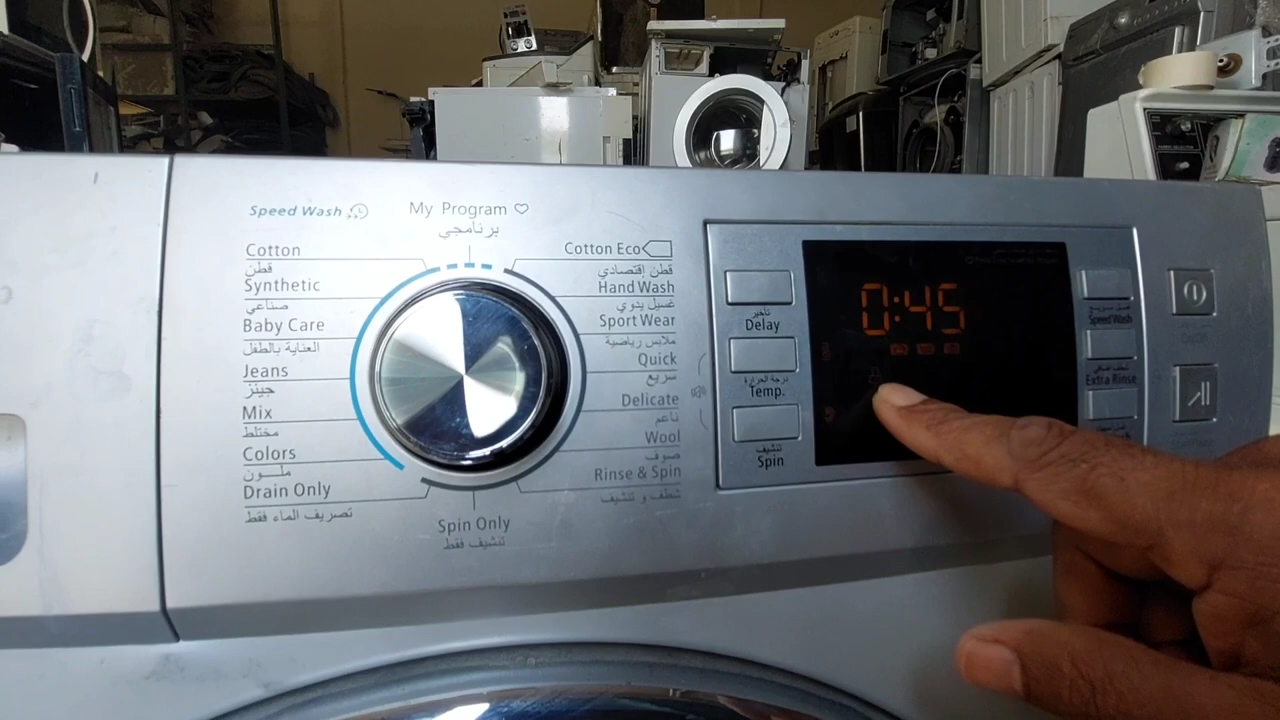 Speed Wash
My Program
برنامجي
Cotton
قطن
Synthetic
صناعي
Baby Care
العناية بالطفل
Jeans
جينز
Mix
مختلط
Colors
ملون
Drain Only
تصريف الماء فقط
Spin Only
تنشيف فقط
Cotton Eco
قطن إقتصادي
Hand Wash
غسيل يدوي
Sport Wear
ملابس رياضية
Quick
سريع
Delicate
ناعم
Wool
صوف
Rinse & Spin
شطف و تنشيف
تأخير
Delay
درجة الحرارة
Temp.
تنشيف
Spin
0:45
Speed Wash
شطف إضافي
Extra Rinse